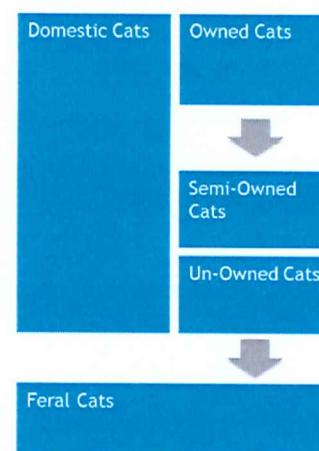 Domestic Cats
Owned Cats
Semi-Owned
Cats
Un-Owned Cats
Feral Cats